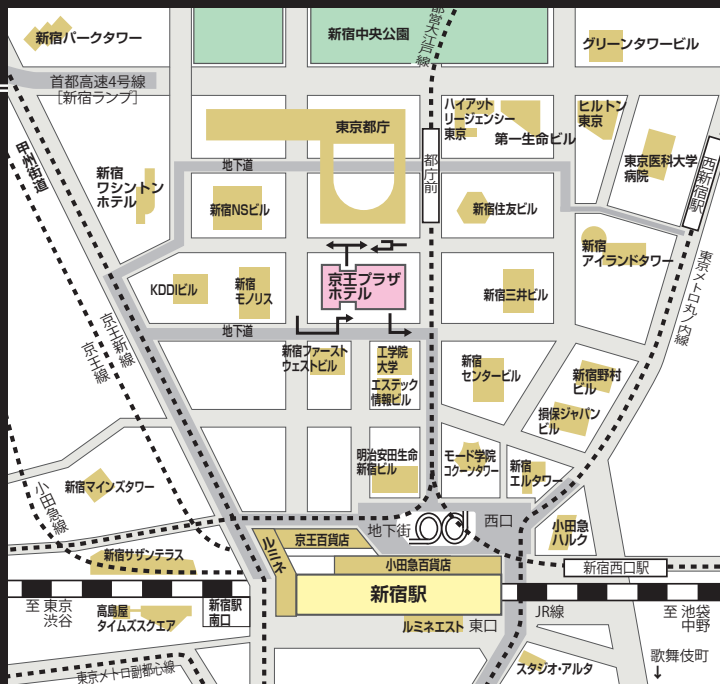 新宿パークタワー
新宿中央公園
都営大江戸線
グリーンタワービル
首都高速4号線
［新宿ランプ］
甲州街道
東京都庁
ハイアット
リージェンシー
東京
第一生命ビル
ヒルトン
東京
新宿
ワシントン
ホテル
地下道
都庁前
東京医科大学
病院
西新宿駅
新宿NSビル
新宿住友ビル
新宿
アイランドタワー
東京メトロ丸ノ内線
KDDIビル
新宿
モノリス
京王プラザ
ホテル
新宿三井ビル
京王新線
京王線
地下道
新宿ファースト
ウェストビル
工学院
大学
エステック
情報ビル
新宿
センタービル
新宿野村
ビル
損保ジャパン
ビル
明治安田生命
新宿ビル
モード学院
コクーンタワー
新宿
エルタワー
新宿マインズタワー
小田急線
地下街
西口
小田急
ハルク
ルミネ
京王百貨店
小田急百貨店
新宿サザンテラス
新宿西口駅
新宿駅
至 東京
渋谷
高島屋
タイムズスクエア
新宿駅
南口
ルミネエスト
東口
JR線
至 池袋
中野
東京メトロ副都心線
スタジオ・アルタ
歌舞伎町
↓